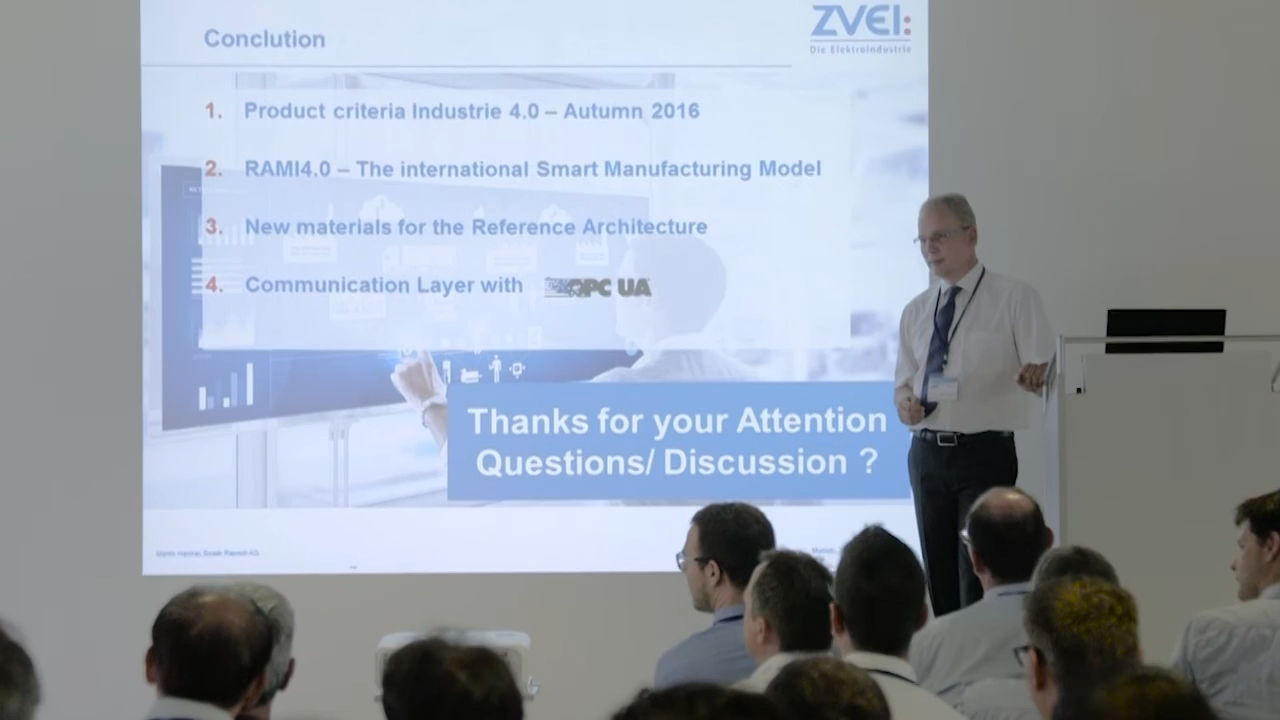 Conclution
ZVEI:
Die Elektroindustrie
1. Product criteria Industrie 4.0 – Autumn 2016
2. RAMI4.0 – The international Smart Manufacturing Model
3. New materials for the Reference Architecture
4. Communication Layer with OPC UA
Thanks for your Attention
Questions/ Discussion ?